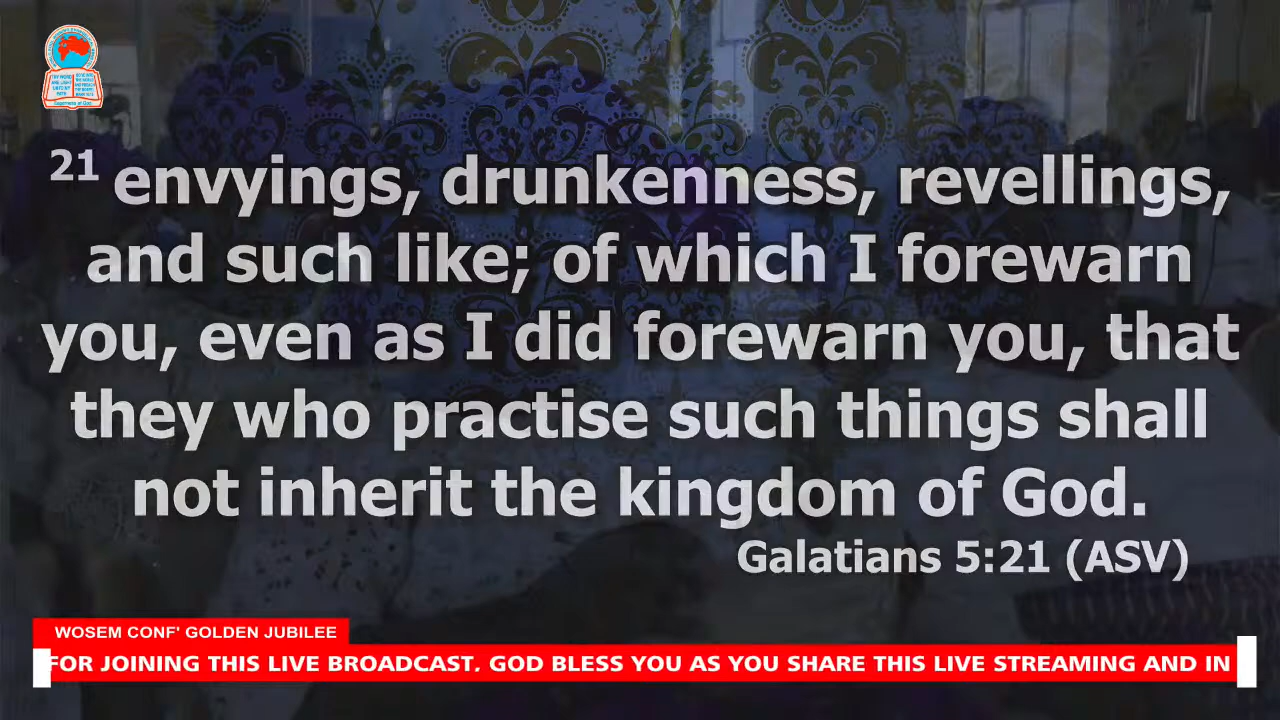 THY WORD
21 envyings, drunkenness, revellings,
and such like; of which I forewarn
you, even as I did forewarn you, that
they who practise such things shall
not inherit the kingdom of God.
Galatians 5:21 (ASV)
WOSEM CONF' GOLDEN JUBILEE
FOR JOINING THIS LIVE BROADCAST. GOD BLESS YOU AS YOU SHARE THIS LIVE STREAMING AND IN